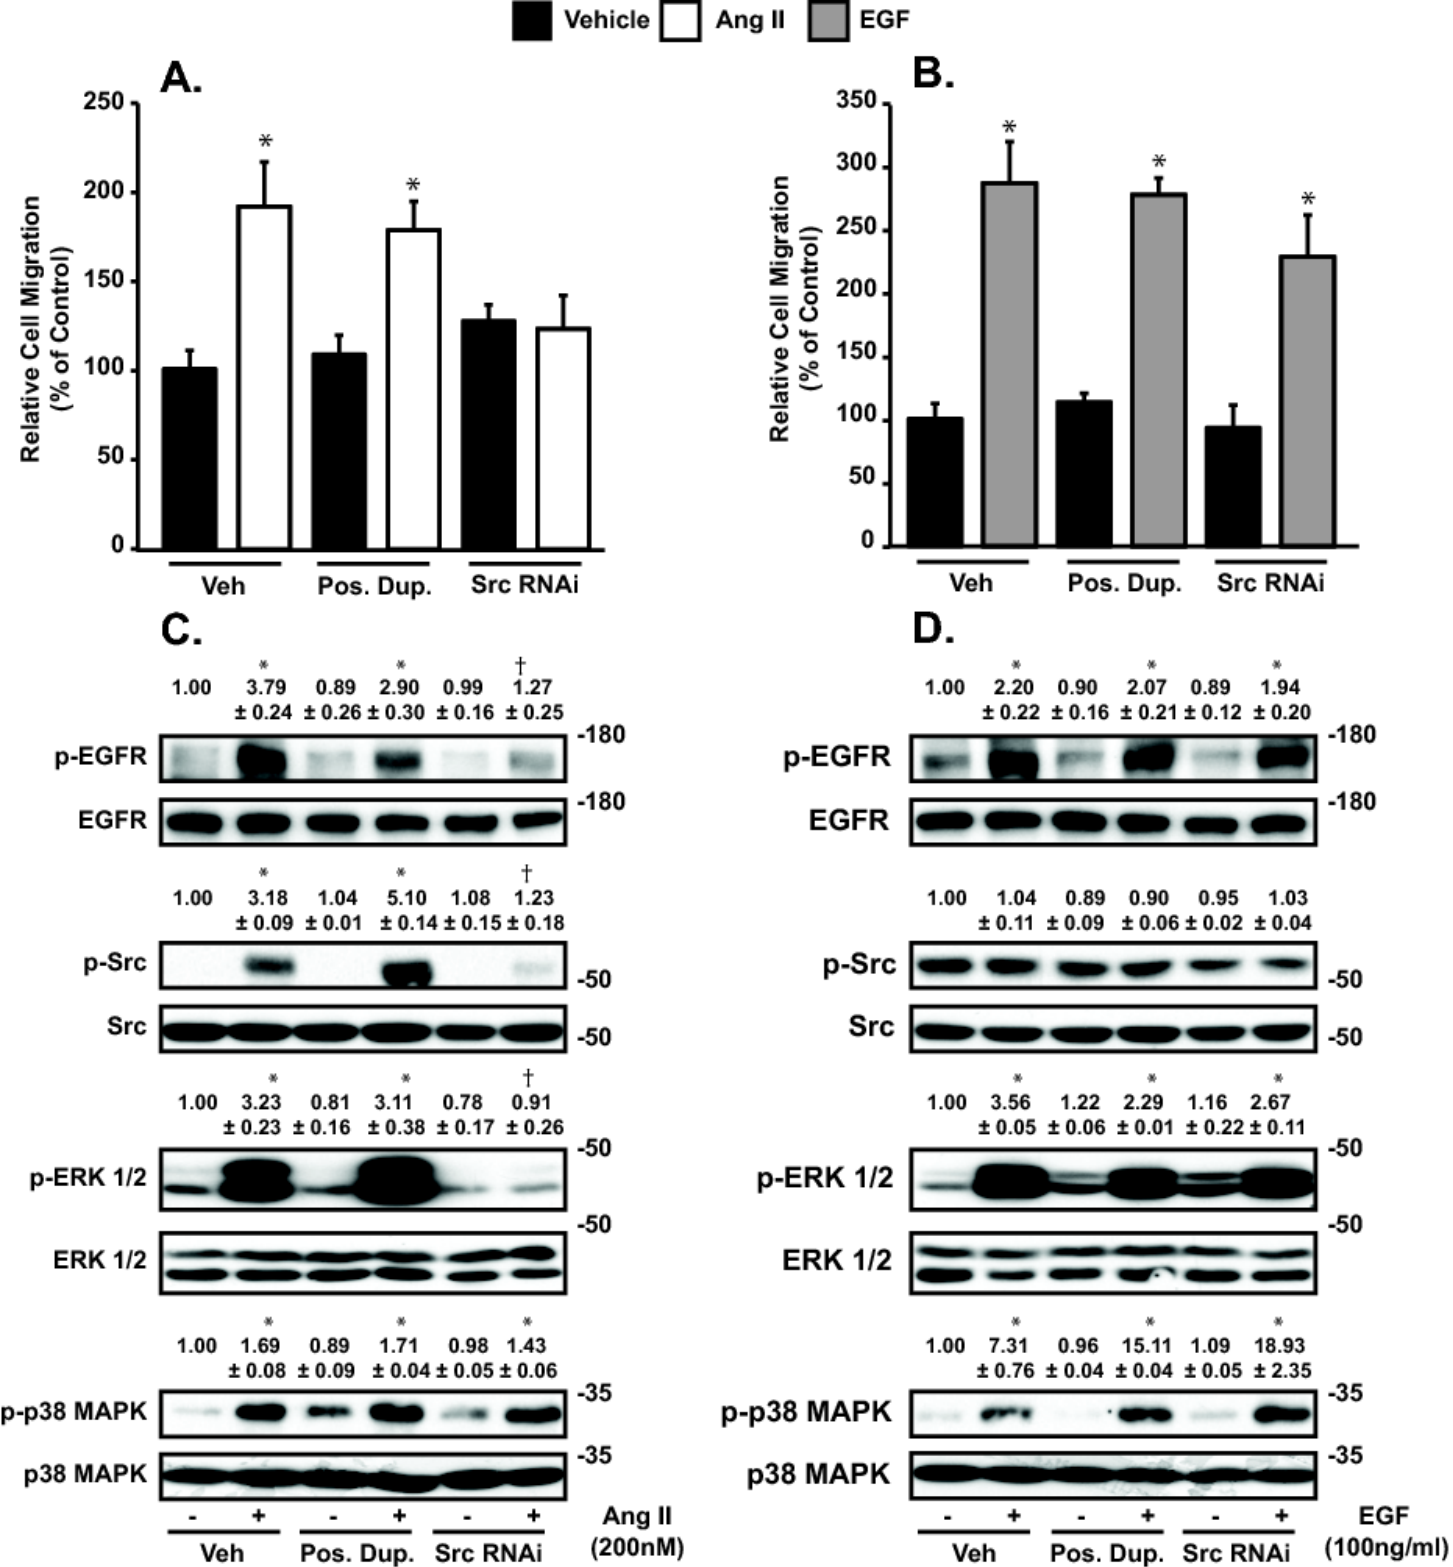 Vehicle Ang II EGF
A.
250
200
150
100
50
0
Relative Cell Migration
(% of Control)
* *
Veh Pos. Dup. Src RNAi
B.
350
300
250
200
150
100
50
0
Relative Cell Migration
(% of Control)
* * *
Veh Pos. Dup. Src RNAi
C.
* * †
1.00 3.79 0.89 2.90 0.99 1.27
± 0.24 ± 0.26 ± 0.30 ± 0.16 ± 0.25
p-EGFR -180
EGFR -180
* * †
1.00 3.18 1.04 5.10 1.08 1.23
± 0.09 ± 0.01 ± 0.14 ± 0.15 ± 0.18
p-Src -50
Src -50
* * †
1.00 3.23 0.81 3.11 0.78 0.91
± 0.23 ± 0.16 ± 0.38 ± 0.17 ± 0.26
p-ERK 1/2 -50
ERK 1/2 -50
* * *
1.00 1.69 0.89 1.71 0.98 1.43
± 0.08 ± 0.09 ± 0.04 ± 0.05 ± 0.06
p-p38 MAPK -35
p38 MAPK -35
- + - + - + Ang II
Veh Pos. Dup. Src RNAi (200nM)
D.
* * *
1.00 2.20 0.90 2.07 0.89 1.94
± 0.22 ± 0.16 ± 0.21 ± 0.12 ± 0.20
p-EGFR -180
EGFR -180
1.00 1.04 0.89 0.90 0.95 1.03
± 0.11 ± 0.09 ± 0.06 ± 0.02 ± 0.04
p-Src -50
Src -50
* * *
1.00 3.56 1.22 2.29 1.16 2.67
± 0.05 ± 0.06 ± 0.01 ± 0.22 ± 0.11
p-ERK 1/2 -50
ERK 1/2 -50
* * *
1.00 7.31 0.96 15.11 1.09 18.93
± 0.76 ± 0.04 ± 0.04 ± 0.05 ± 2.35
p-p38 MAPK -35
p38 MAPK -35
- + - + - + EGF
Veh Pos. Dup. Src RNAi (100ng/ml)